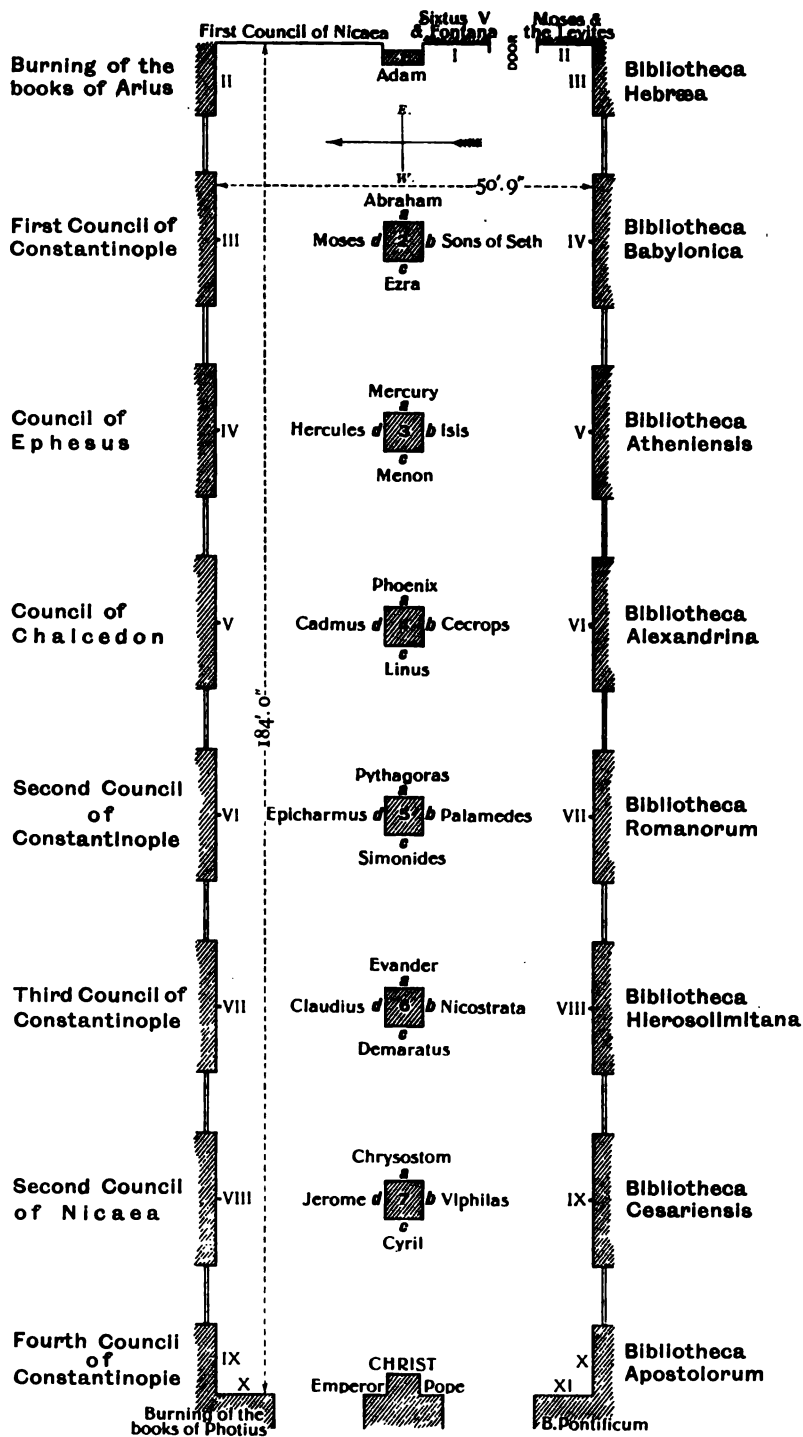 First Council of Nicaea
Sixtus V
& Fontana
Moses &
the Levites
I
DOOR
II
Adam
Burning of the
books of Arius
II
III
Bibliotheca
Hebræa
E.
W.
50'. 9"
Abraham
a
First Council of
Constantinople
III
Moses d 2 b Sons of Seth
IV
Bibliotheca
Babylonica
c
Ezra
Mercury
a
Council of
Ephesus
IV
Hercules d 3 b Isis
V
Bibliotheca
Atheniensis
c
Menon
Phoenix
a
Council of
Chalcedon
V
Cadmus d 4 b Cecrops
VI
Bibliotheca
Alexandrina
c
Linus
184'. 0"
Pythagoras
a
Second Council
of
Constantinople
VI
Epicharmus d 5 b Palamedes
VII
Bibliotheca
Romanorum
c
Simonides
Evander
a
Third Council of
Constantinople
VII
Claudius d 6 b Nicostrata
VIII
Bibliotheca
Hierosolimitana
c
Demaratus
Chrysostom
a
Second Council
of Nicaea
VIII
Jerome d 7 b Vlphilas
IX
Bibliotheca
Cesariensis
c
Cyril
Fourth Council
of
Constantinople
IX
X
CHRIST
Emperor Pope
X
XI
Bibliotheca
Apostolorum
Burning of the
books of Photius
B. Pontificum